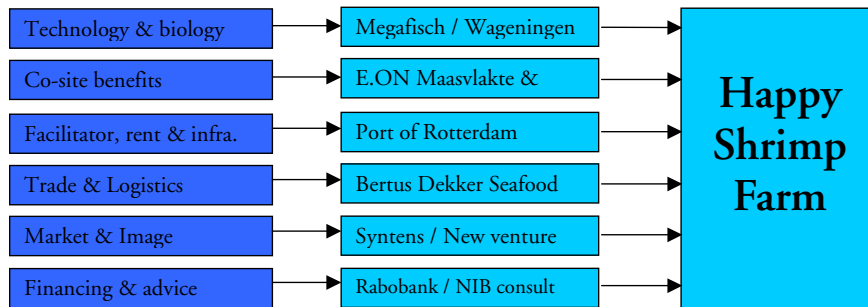 Technology & biology
Megafisch / Wageningen
Co-site benefits
E.ON Maasvlakte &
Facilitator, rent & infra.
Port of Rotterdam
Trade & Logistics
Bertus Dekker Seafood
Market & Image
Syntens / New venture
Financing & advice
Rabobank / NIB consult
Happy
Shrimp
Farm